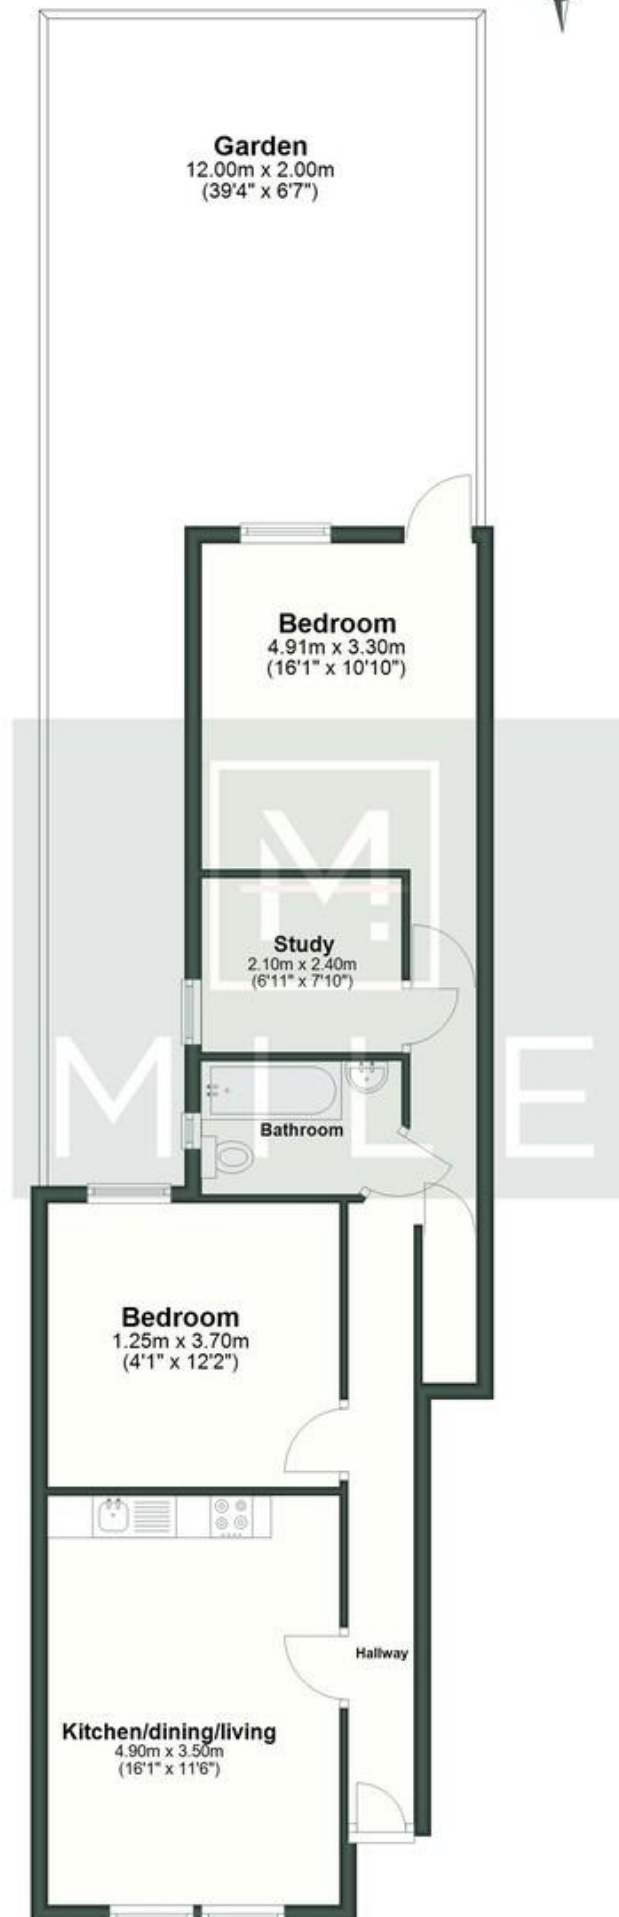 Garden
12.00m x 2.00m
(39'4" x 6'7")
Bedroom
4.91m x 3.30m
(16'1" x 10'10")
M
Study
2.10m x 2.40m
(6'11" x 7'10")
MILE
Bathroom
Bedroom
1.25m x 3.70m
(4'1" x 12'2")
Hallway
Kitchen/dining/living
4.90m x 3.50m
(16'1" x 11'6")